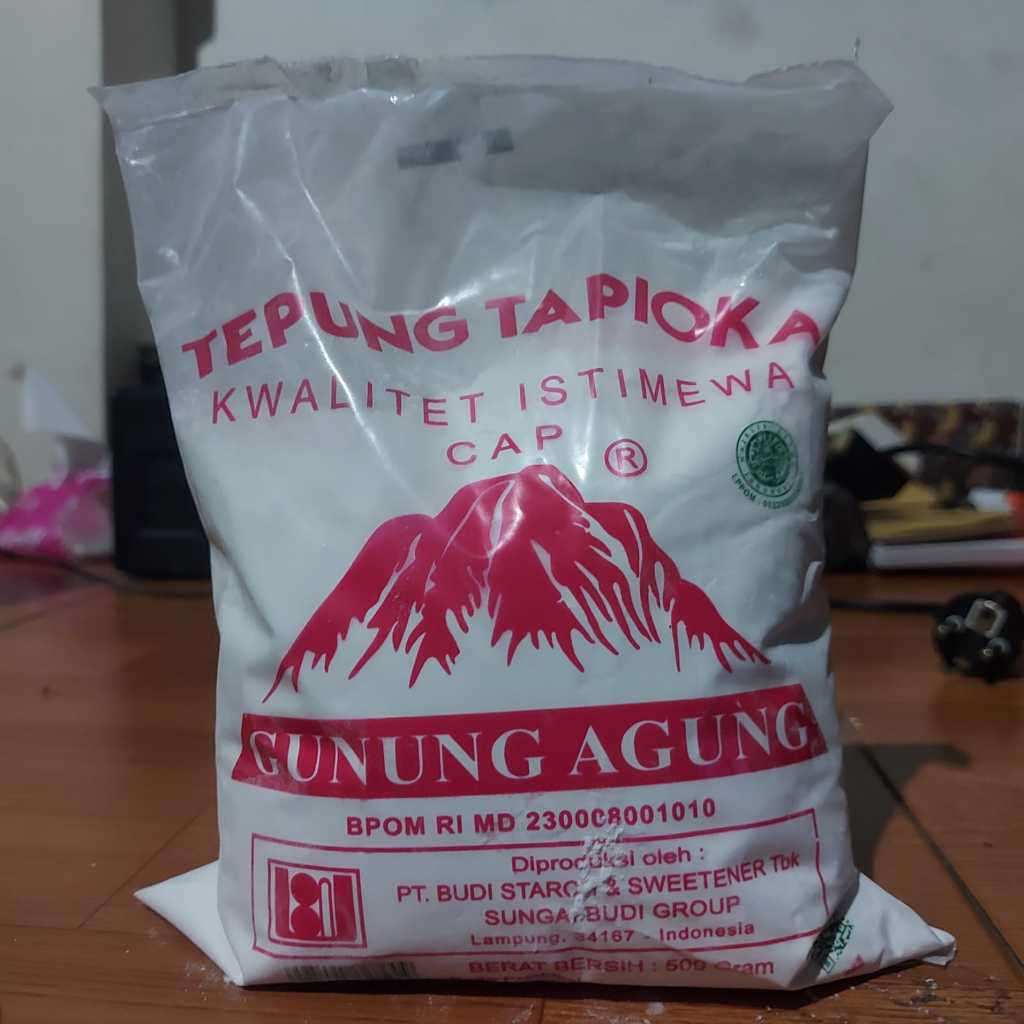 TEPUNG TAPIOKA
KWALITET ISTIMEWA
CAP
®
GUNUNG AGUNG
BPOM RI MD 230008001010
Diproduksi oleh :
PT. BUDI STARCH & SWEETENER Tbk
SUNGAI BUDI GROUP
Lampung. 34167 - Indonesia
BERAT BERSIH : 500 Gram